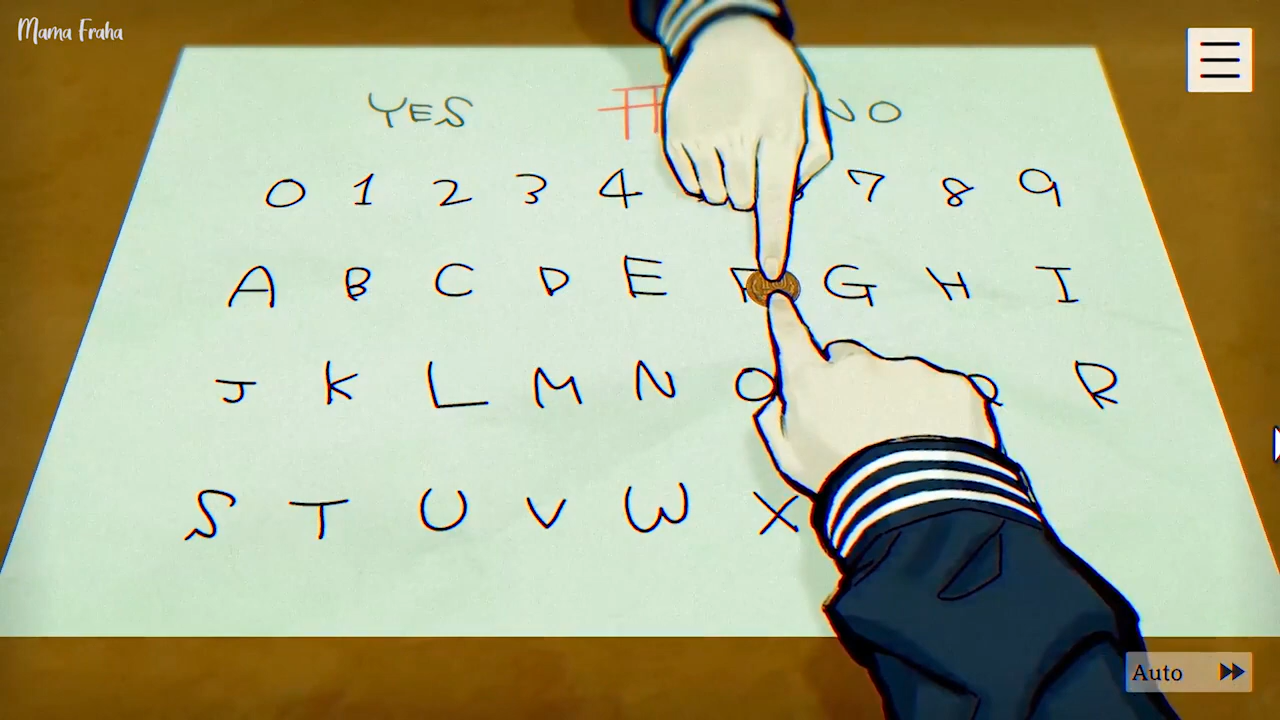 Mama Fraha
YES NO
0 1 2 3 4 7 8 9
A B C D E F G H I
J K L M N O R
S T U V W X
Auto